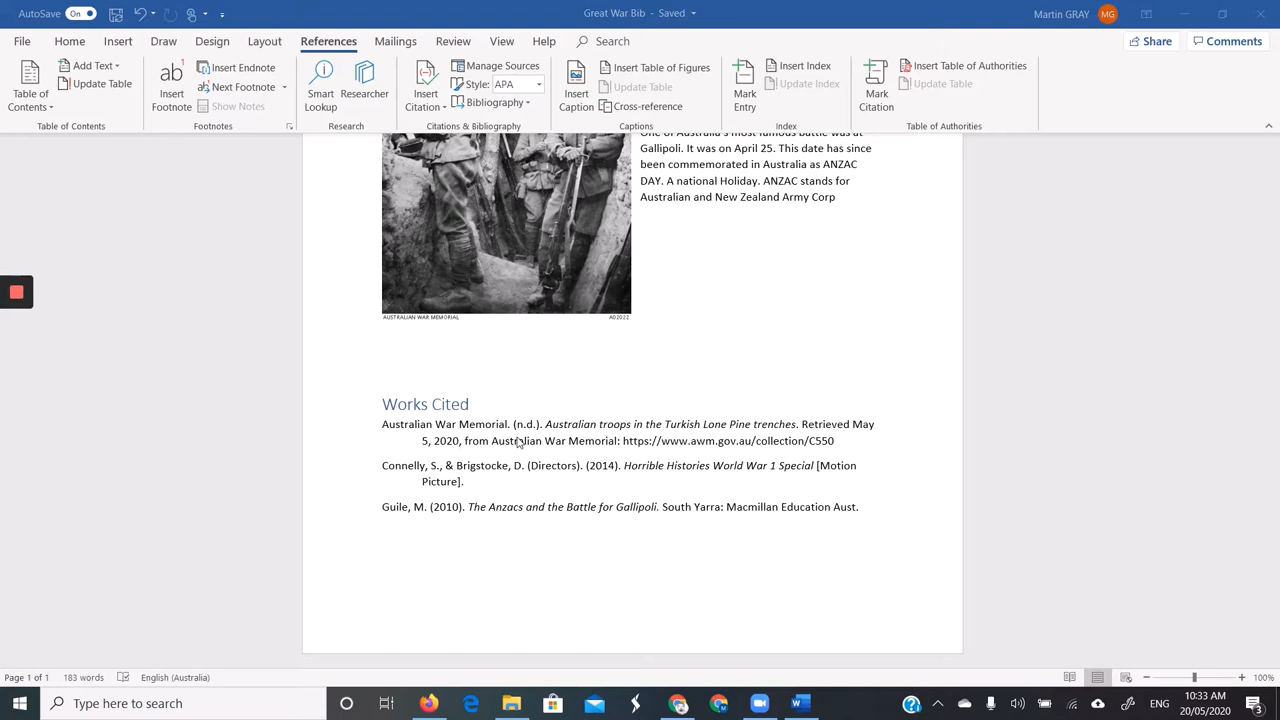 AutoSave On Martin GRAY MG
File Home Insert Draw Design Layout References Mailings Review View Help Search Share Comments
Table of Contents
Add Text
Update Table
Table of Contents
Insert Footnote
Insert Endnote
Next Footnote
Show Notes
Footnotes
Smart Lookup
Researcher
Research
Insert Citation
Manage Sources
Style: APA
Bibliography
Citations & Bibliography
Insert Caption
Insert Table of Figures
Update Table
Cross-reference
Captions
Mark Entry
Insert Index
Update Index
Index
Mark Citation
Insert Table of Authorities
Update Table
Table of Authorities
One of Australia's most famous battle was at
Gallipoli. It was on April 25. This date has since
been commemorated in Australia as ANZAC
DAY. A national Holiday. ANZAC stands for
Australian and New Zealand Army Corp
AUSTRALIAN WAR MEMORIAL A02022
Works Cited
Australian War Memorial. (n.d.). Australian troops in the Turkish Lone Pine trenches. Retrieved May
5, 2020, from Australian War Memorial: https://www.awm.gov.au/collection/C550
Connelly, S., & Brigstocke, D. (Directors). (2014). Horrible Histories World War 1 Special [Motion
Picture].
Guile, M. (2010). The Anzacs and the Battle for Gallipoli. South Yarra: Macmillan Education Aust.
Page 1 of 1 183 words English (Australia) 100%
Type here to search ENG 10:33 AM
20/05/2020